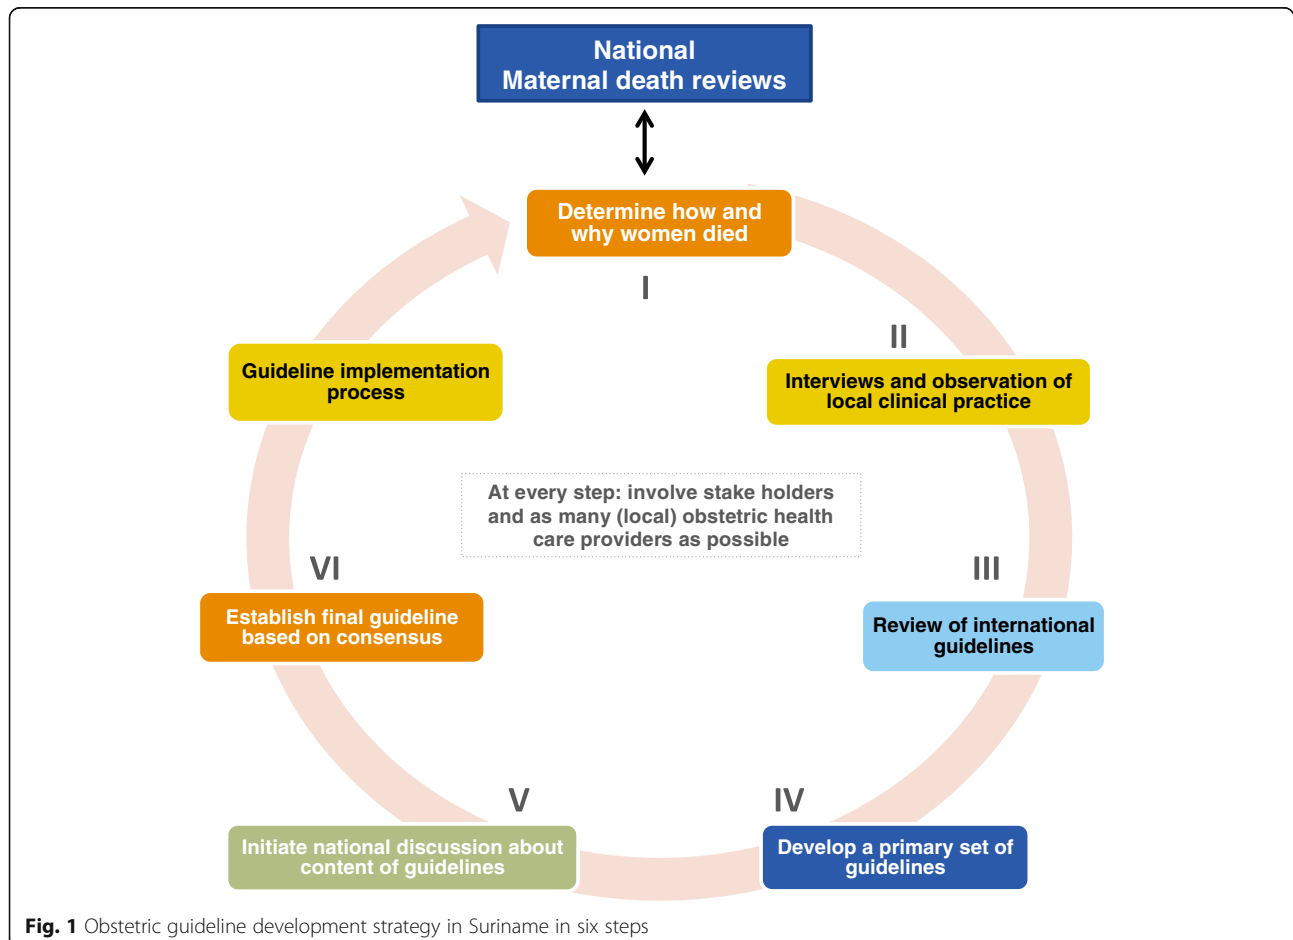 National
Maternal death reviews
Determine how and
why women died
I
II
Interviews and observation of
local clinical practice
III
Review of international
guidelines
IV
Develop a primary set of
guidelines
V
Initiate national discussion about
content of guidelines
VI
Establish final guideline
based on consensus
Guideline implementation
process
At every step: involve stake holders
and as many (local) obstetric health
care providers as possible
Fig. 1 Obstetric guideline development strategy in Suriname in six steps